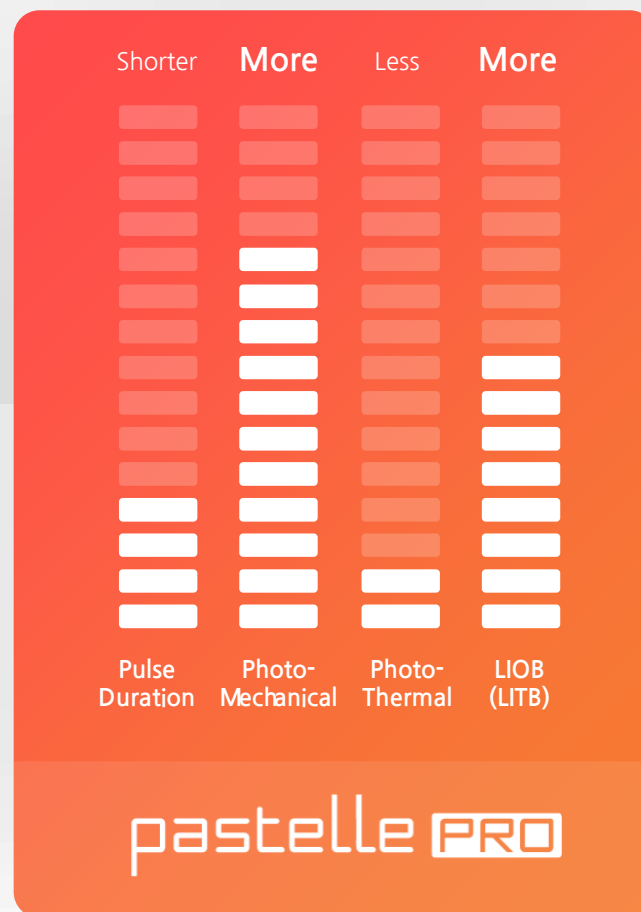 Shorter More Less More
Pulse Photo- Photo- LIOB
Duration Mechanical Thermal (LITB)
pastelle PRO